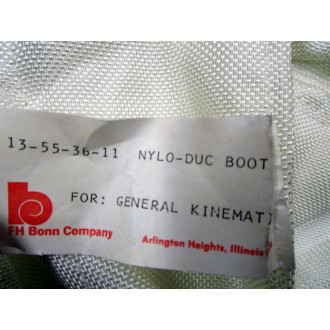 13-55-36-11 NYLO-DUC BOOT
b
FOR: GENERAL KINEMATI
FH Bonn Company
Arlington Heights, Illinois